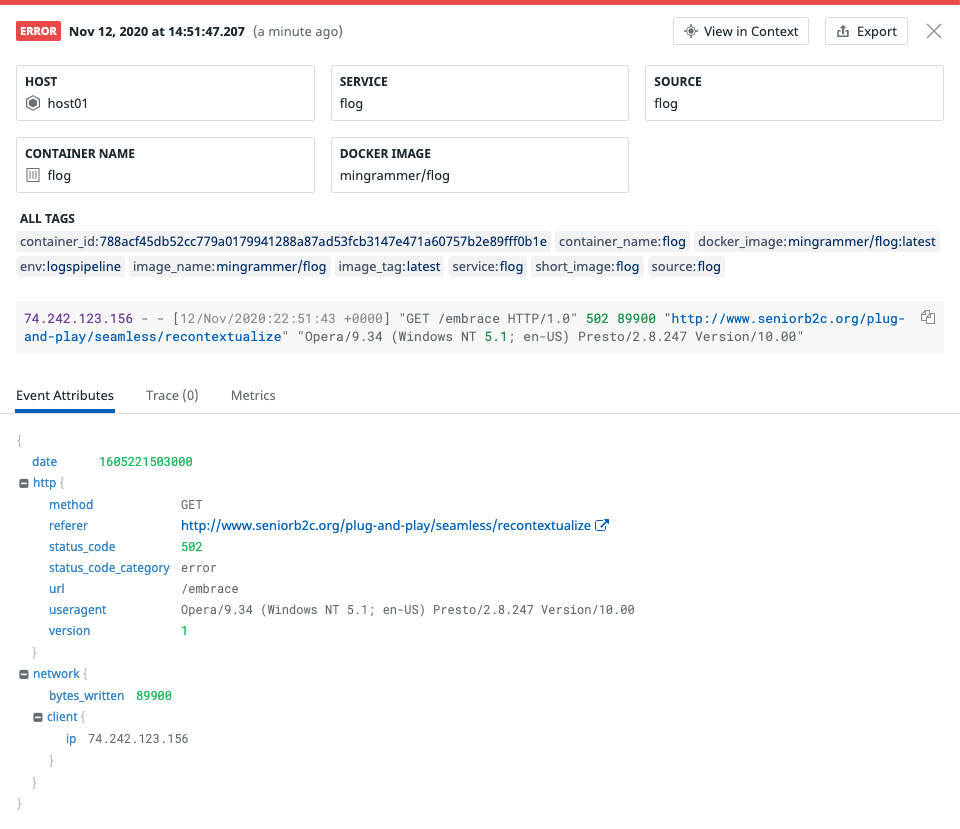 ERROR Nov 12, 2020 at 14:51:47.207 (a minute ago) View in Context Export
HOST SERVICE SOURCE
host01 flog flog
CONTAINER NAME DOCKER IMAGE
flog mingrammer/flog
ALL TAGS
container_id:788acf45db52cc779a0179941288a87ad53fcb3147e471a60757b2e89fff0b1e container_name:flog docker_image:mingrammer/flog:latest
env:logspipeline image_name:mingrammer/flog image_tag:latest service:flog short_image:flog source:flog
74.242.123.156 - - [12/Nov/2020:22:51:43 +0000] "GET /embrace HTTP/1.0" 502 89900 "http://www.seniorb2c.org/plug-
and-play/seamless/recontextualize" "Opera/9.34 (Windows NT 5.1; en-US) Presto/2.8.247 Version/10.00"
Event Attributes Trace (0) Metrics
{
date 1605221503000
http {
method GET
referer http://www.seniorb2c.org/plug-and-play/seamless/recontextualize
status_code 502
status_code_category error
url /embrace
useragent Opera/9.34 (Windows NT 5.1; en-US) Presto/2.8.247 Version/10.00
version 1
}
network {
bytes_written 89900
client {
ip 74.242.123.156
}
}
}